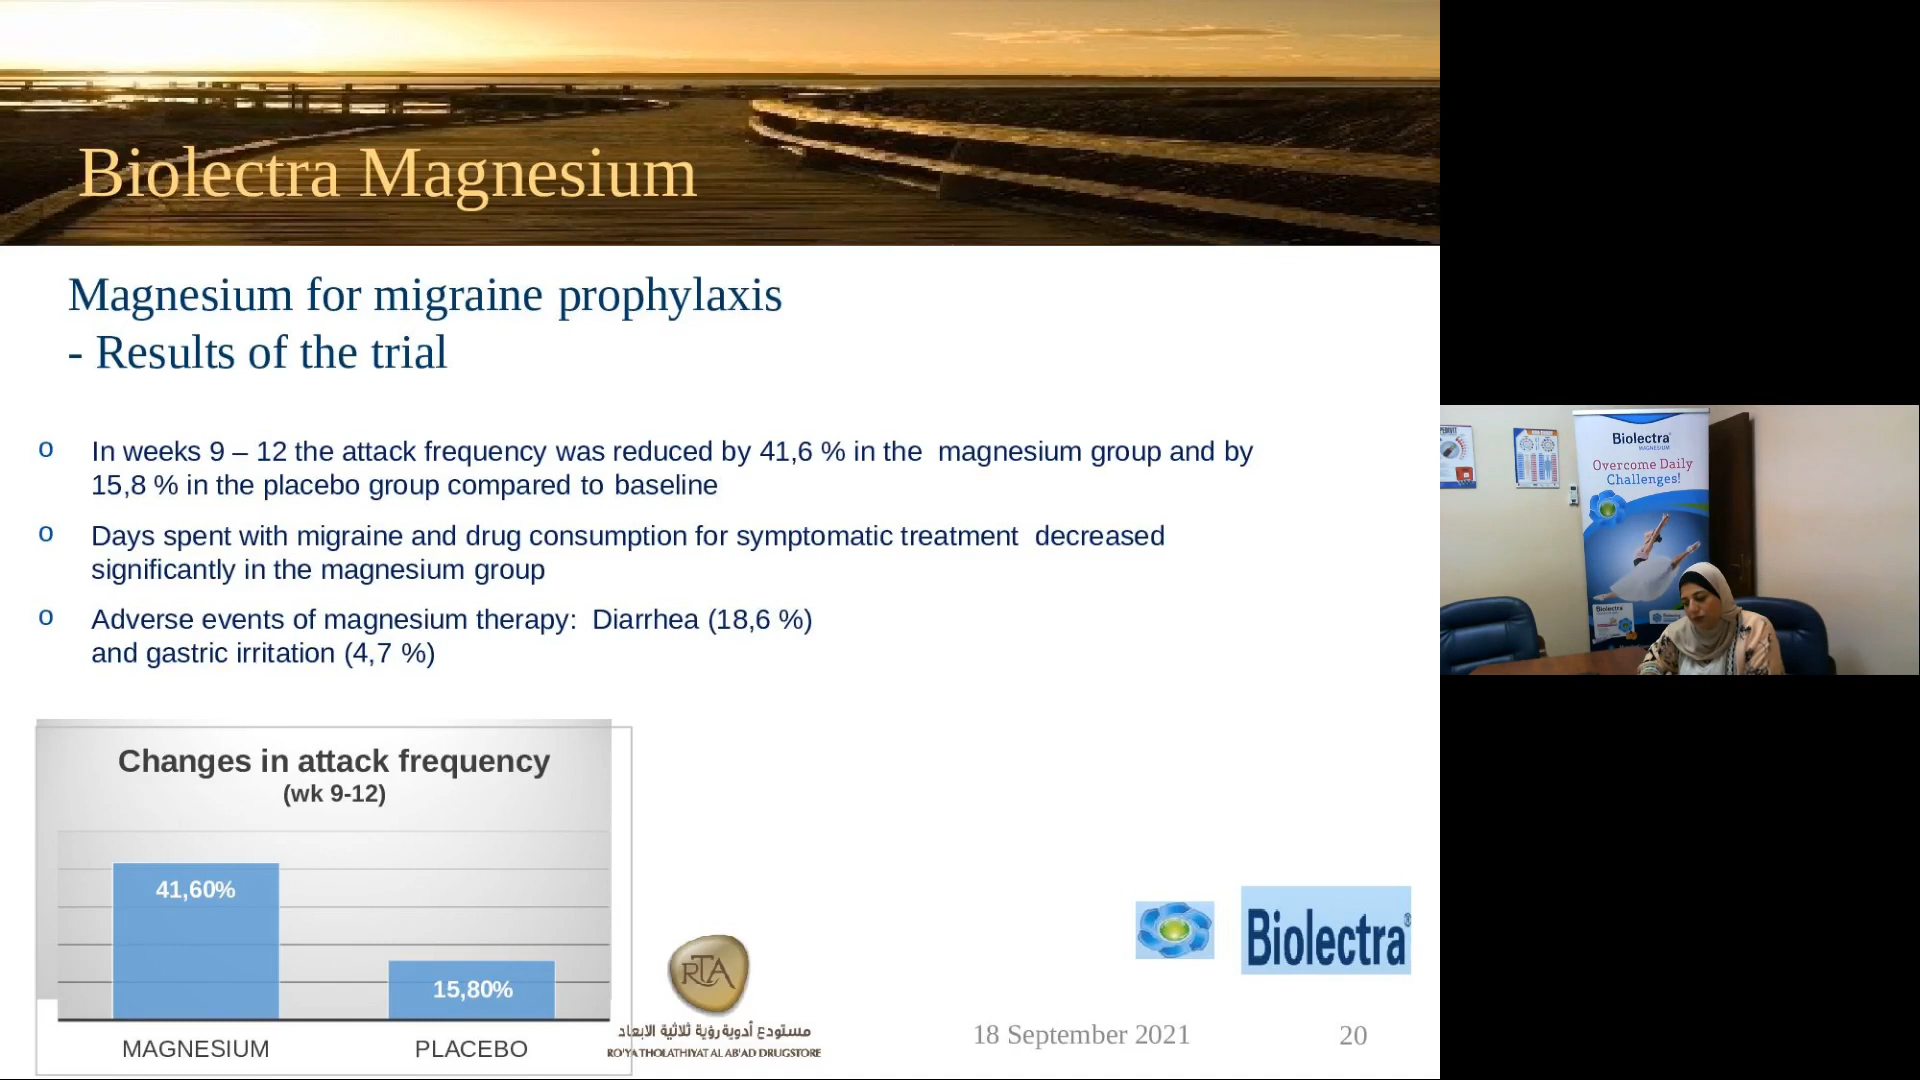 Biolectra Magnesium
Magnesium for migraine prophylaxis
- Results of the trial
o In weeks 9 – 12 the attack frequency was reduced by 41,6 % in the magnesium group and by
15,8 % in the placebo group compared to baseline
o Days spent with migraine and drug consumption for symptomatic treatment decreased
significantly in the magnesium group
o Adverse events of magnesium therapy: Diarrhea (18,6 %)
and gastric irritation (4,7 %)
Changes in attack frequency
(wk 9-12)
41,60%
15,80%
MAGNESIUM PLACEBO
RTA
مستودع أدوية رؤية ثلاثية الابعاد
RO'YA THOLATHIYAT AL AB'AD DRUGSTORE
Biolectra®
18 September 2021
20
Biolectra
MAGNESIUM
Overcome Daily
Challenges!
Biolectra